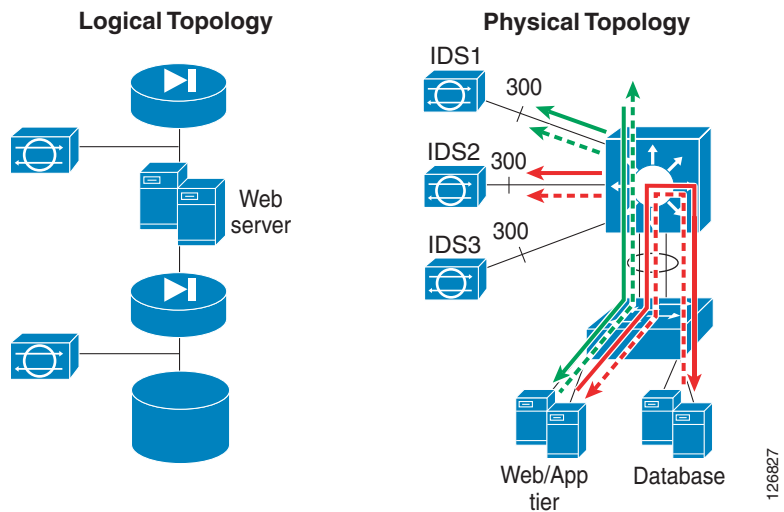 Logical Topology
Web
server
Physical Topology
IDS1
300
IDS2
300
IDS3
300
Web/App
tier
Database
126827